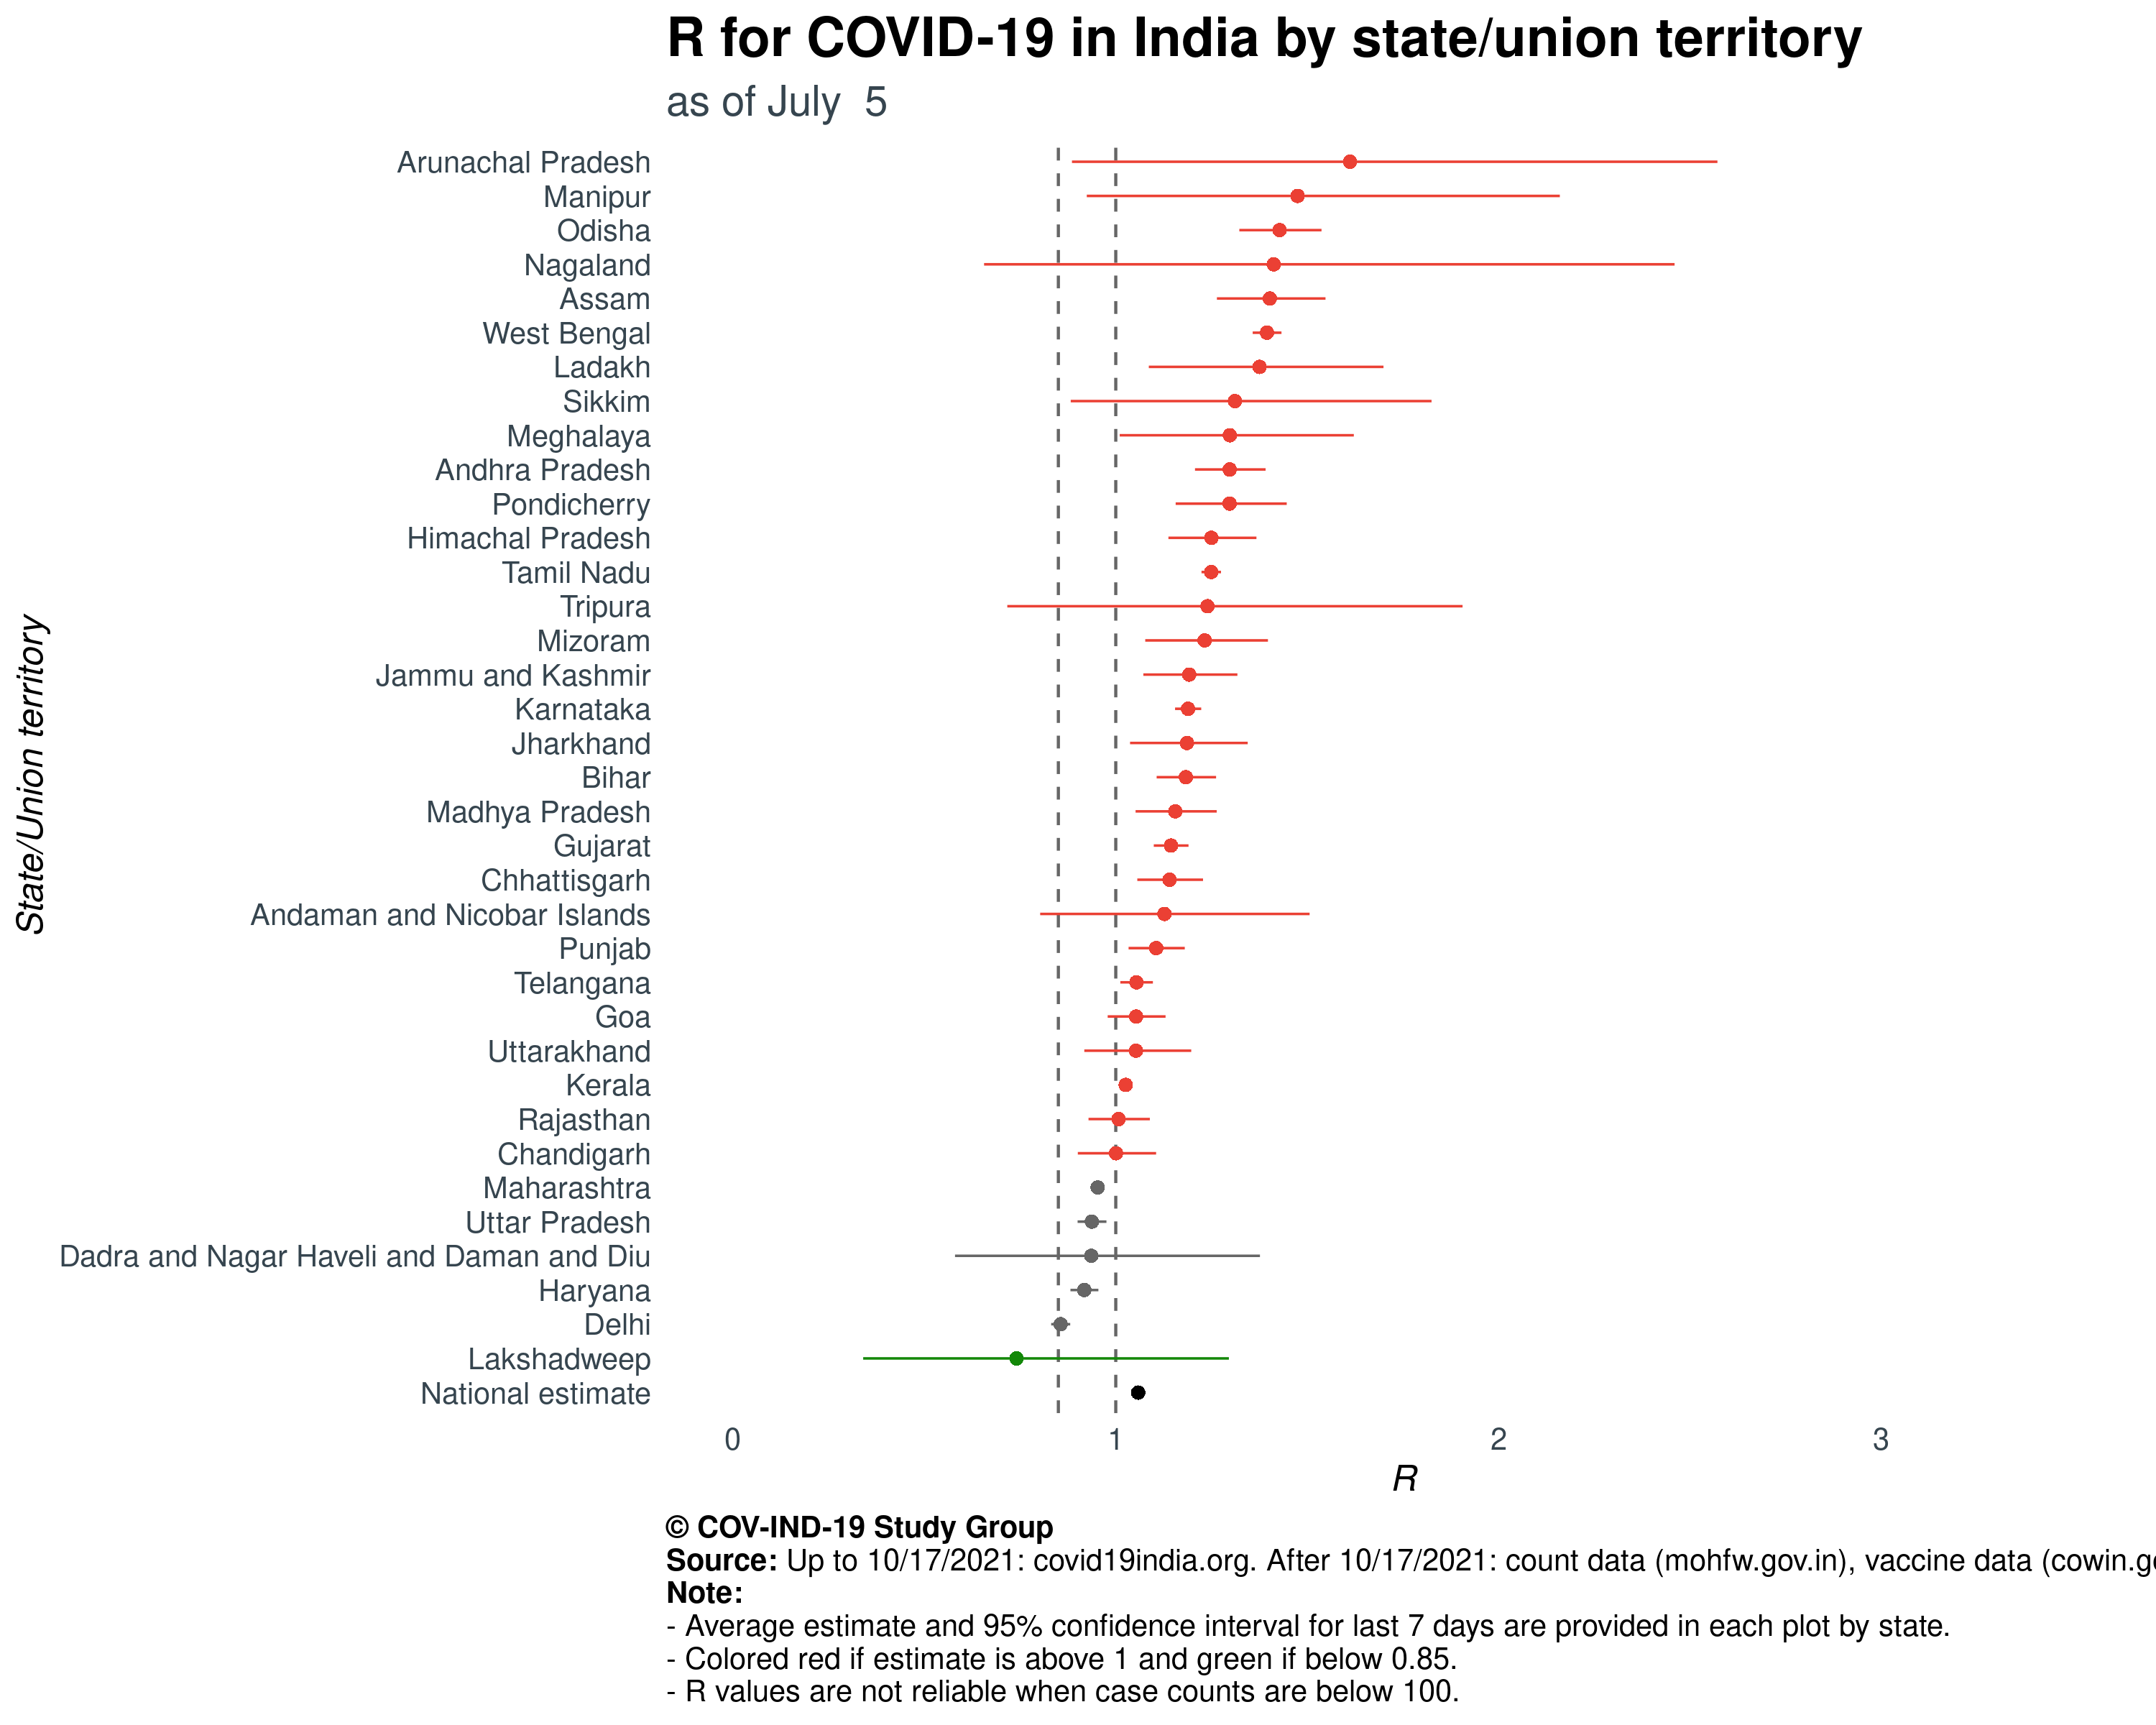 R for COVID-19 in India by state/union territory
as of July  5
Arunachal Pradesh
Manipur
Odisha
Nagaland
Assam
West Bengal
Ladakh
Sikkim
Meghalaya
Andhra Pradesh
Pondicherry
Himachal Pradesh
Tamil Nadu
Tripura
Mizoram
Jammu and Kashmir
Karnataka
Jharkhand
Bihar
Madhya Pradesh
Gujarat
Chhattisgarh
Andaman and Nicobar Islands
Punjab
Telangana
Goa
Uttarakhand
Kerala
Rajasthan
Chandigarh
Maharashtra
Uttar Pradesh
Dadra and Nagar Haveli and Daman and Diu
Haryana
Delhi
Lakshadweep
National estimate
State/Union territory
0 1 2 3
R
© COV-IND-19 Study Group
Source: Up to 10/17/2021: covid19india.org. After 10/17/2021: count data (mohfw.gov.in), vaccine data
Note:
- Average estimate and 95% confidence interval for last 7 days are provided in each plot by state.
- Colored red if estimate is above 1 and green if below 0.85.
- R values are not reliable when case counts are below 100.